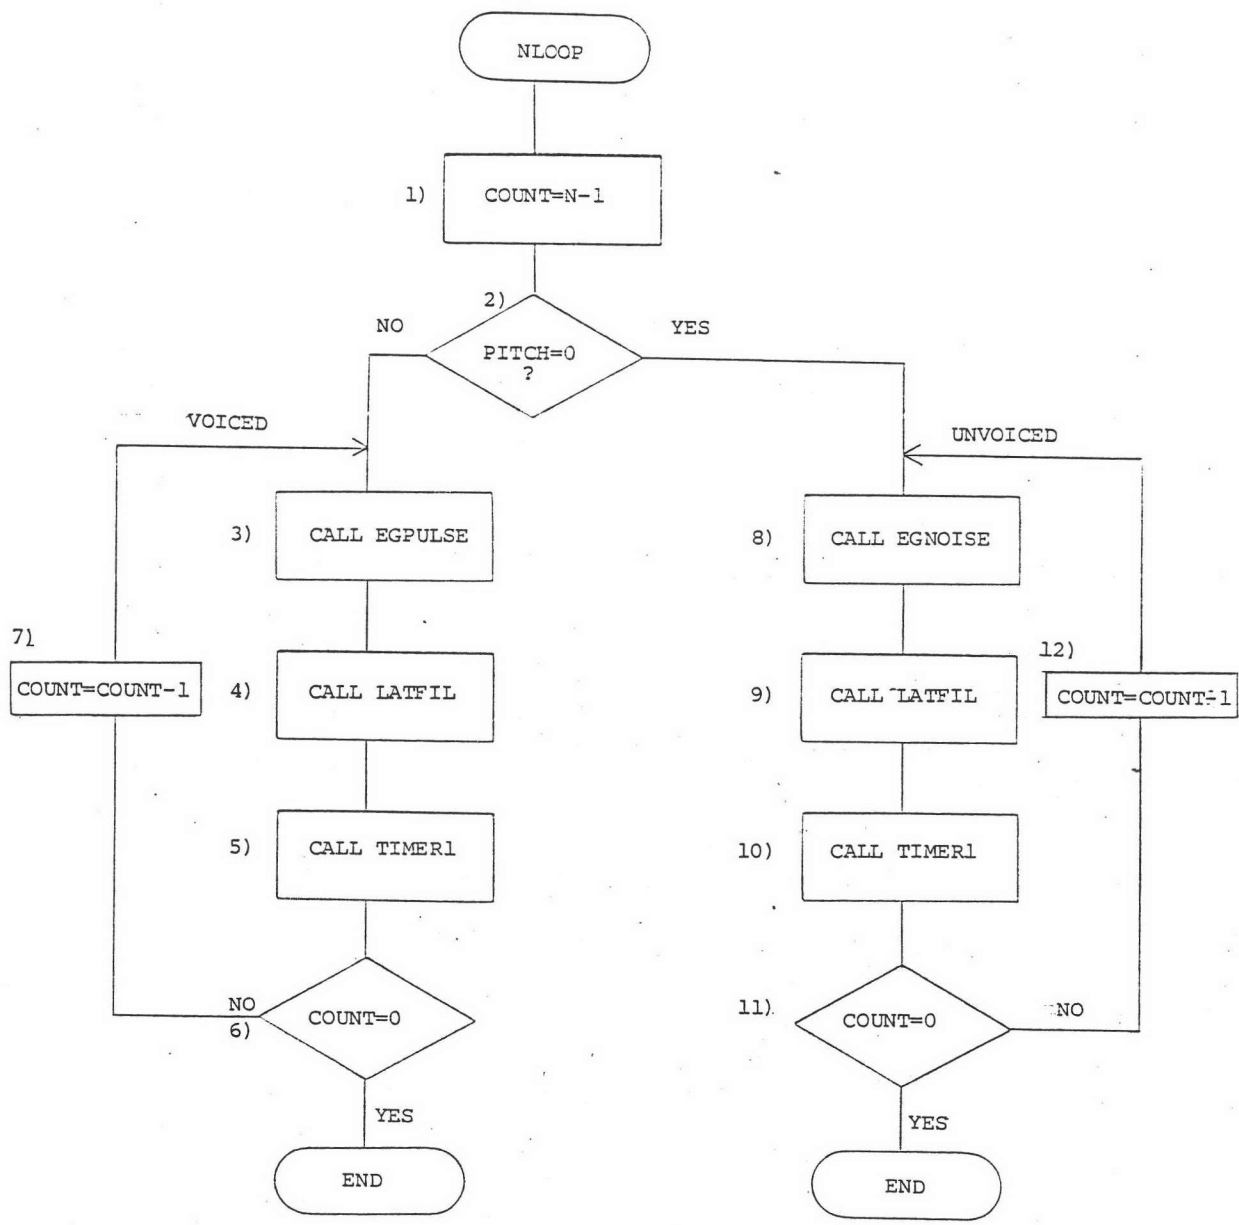 NLOOP
1)
COUNT=N-1
2)
NO
YES
PITCH=0
?
VOICED
UNVOICED
3)
CALL EGPULSE
8)
CALL EGNOISE
7)
12)
COUNT=COUNT-1
4)
CALL LATFIL
9)
CALL LATFIL
COUNT=COUNT-1
5)
CALL TIMER1
10)
CALL TIMER1
NO
6)
COUNT=0
11)
COUNT=0
NO
YES
YES
END
END